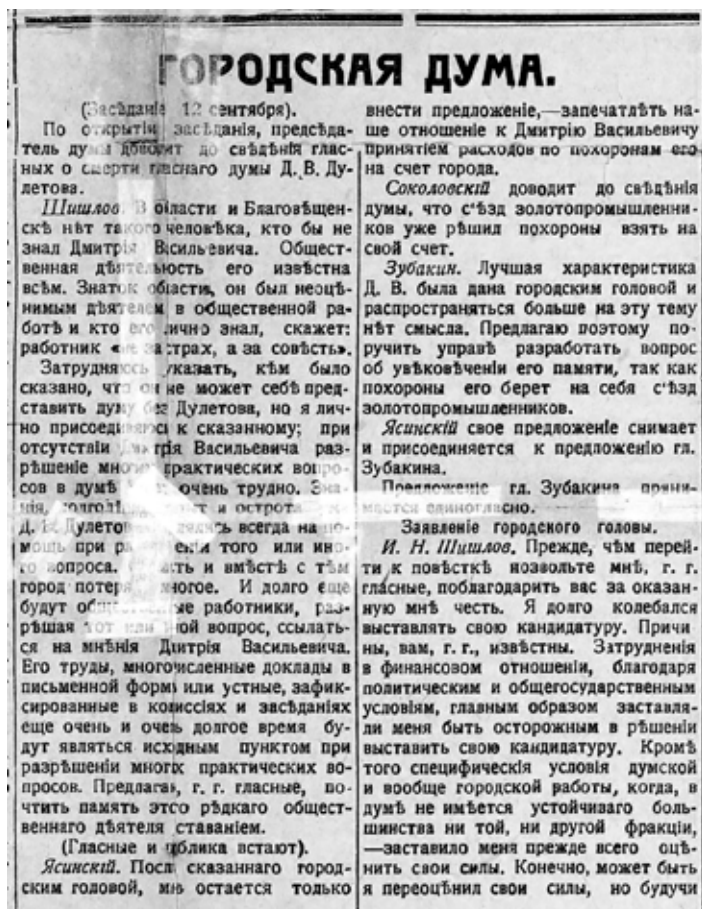 ГОРОДСКАЯ ДУМА.
(Засѣданіе 12 сентября).
По открытіи засѣданія, предсѣда-
тель думы доводит до свѣдѣнія глас-
ных о смерти гласнаго думы Д. В. Ду-
летова.
Шишлов. В области и Благовѣщен-
скѣ нѣт такого человѣка, кто бы не
знал Дмитрія Васильевича. Общест-
венная дѣятельность его извѣстна
всѣм. Знаток области, он был неоцѣ-
нимым дѣятелем в общественной ра-
ботѣ и кто его лично знал, скажет:
работник «не за страх, а за совѣсть».
Затрудняюсь указать, кѣм было
сказано, что он не может себѣ пред-
ставить думу без Дулетова, но я лич-
но присоединяюсь к сказанному; при
отсутствіи Дмитрія Васильевича раз-
рѣшеніе многих практических вопро-
сов в думѣ очень трудно. Зна-
нія, и острота
Д. В. Дулетова являлись всегда на по-
мощь при разрѣшеніи того или ино-
го вопроса. и вмѣстѣ с тѣм
город потерял многое. И долго еще
будут общественные работники, раз-
рѣшая тот или иной вопрос, ссылать-
ся на мнѣнія Дмитрія Васильевича.
Его труды, многочисленные доклады в
письменной формѣ или устные, зафик-
сированные в комиссіях и засѣданіях
еще очень и очень долгое время бу-
дут являться исходным пунктом при
разрѣшеніи многих практических во-
просов. Предлагаю, г. г. гласные, по-
чтить память этого рѣдкаго общест-
веннаго дѣятеля вставаніем.
(Гласные и публика встают).
Ясинскій. Послѣ сказаннаго город-
ским головой, мнѣ остается только
внести предложеніе,—запечатлѣть на-
ше отношеніе к Дмитрію Васильевичу
принятіем расходов по похоронам его
на счет города.
Соколовскій доводит до свѣдѣнія
думы, что с'ѣзд золотопромышленни-
ков уже рѣшил похороны взять на
свой счет.
Зубакин. Лучшая характеристика
Д. В. была дана городским головой и
распространяться больше на эту тему
нѣт смысла. Предлагаю поэтому по-
ручить управѣ разработать вопрос
об увѣковѣченіи его памяти, так как
похороны его берет на себя с'ѣзд
золотопромышленников.
Ясинскій свое предложеніе снимает
и присоединяется к предложенію гл.
Зубакина.
Предложеніе гл. Зубакина прини-
мается единогласно.
Заявленіе городского головы.
И. Н. Шишлов. Прежде, чѣм перей-
ти к повѣсткѣ позвольте мнѣ, г. г.
гласные, поблагодарить вас за оказан-
ную мнѣ честь. Я долго колебался
выставлять свою кандидатуру. Причи
ны, вам, г. г., извѣстны. Затрудненія
в финансовом отношеніи, благодаря
политическим и общегосударственным
условіям, главным образом заставля-
ли меня быть осторожным в рѣшеніи
выставить свою кандидатуру. Кромѣ
того специфическія условія думской
и вообще городской работы, когда, в
думѣ не имѣется устойчиваго боль-
шинства ни той, ни другой фракціи,
—заставило меня прежде всего оцѣ-
нить свои силы. Конечно, может быть
я переоцѣнил свои силы, но будучи